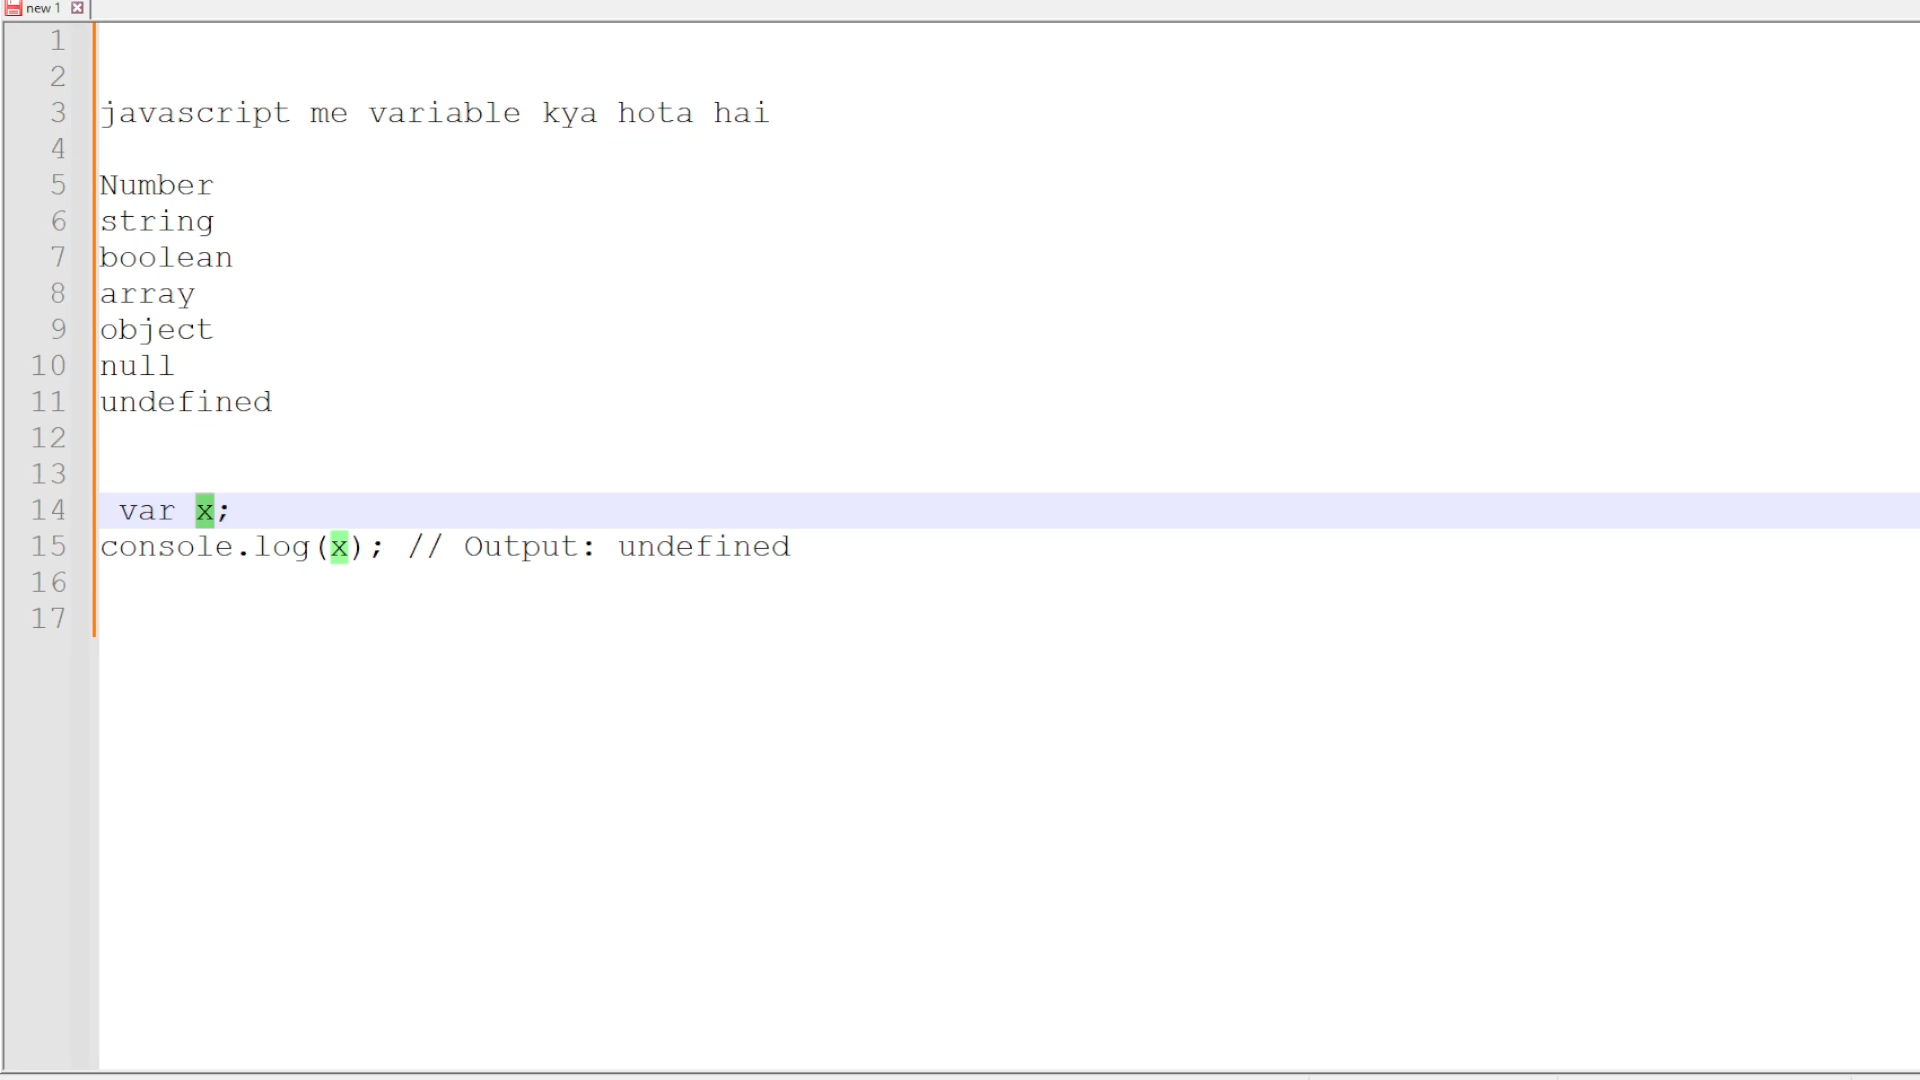 new 1
1
2
3 javascript me variable kya hota hai
4
5 Number
6 string
7 boolean
8 array
9 object
10 null
11 undefined
12
13
14 var x;
15 console.log(x); // Output: undefined
16
17